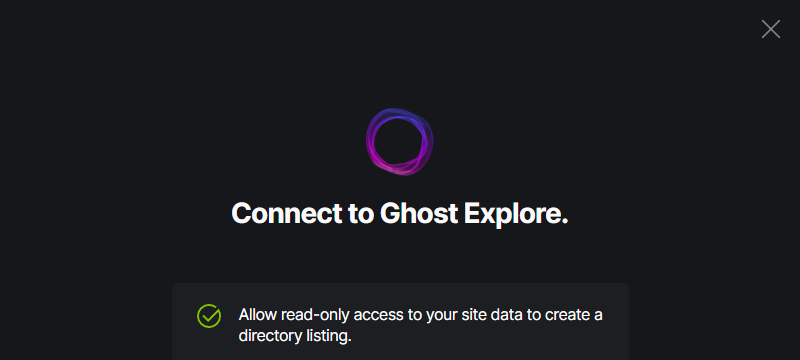 Connect to Ghost Explore.
Allow read-only access to your site data to create a
directory listing.